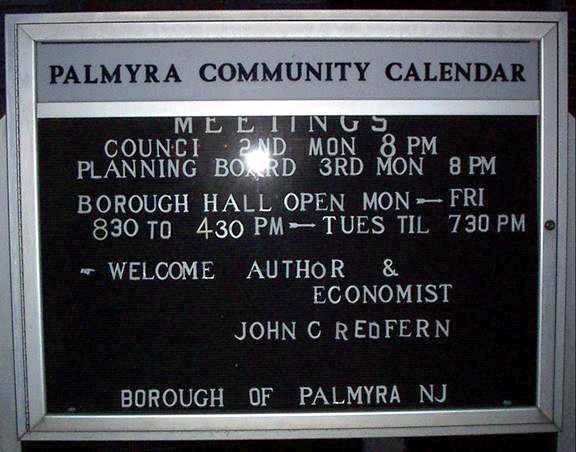 PALMYRA COMMUNITY CALENDAR
MEETINGS
COUNCI 2ND MON 8 PM
PLANNING BOARD 3RD MON 8 PM
BOROUGH HALL OPEN MON — FRI
830 TO 430 PM — TUES TIL 730 PM
- WELCOME AUTHOR &
ECONOMIST
JOHN C REDFERN
BOROUGH OF PALMYRA NJ